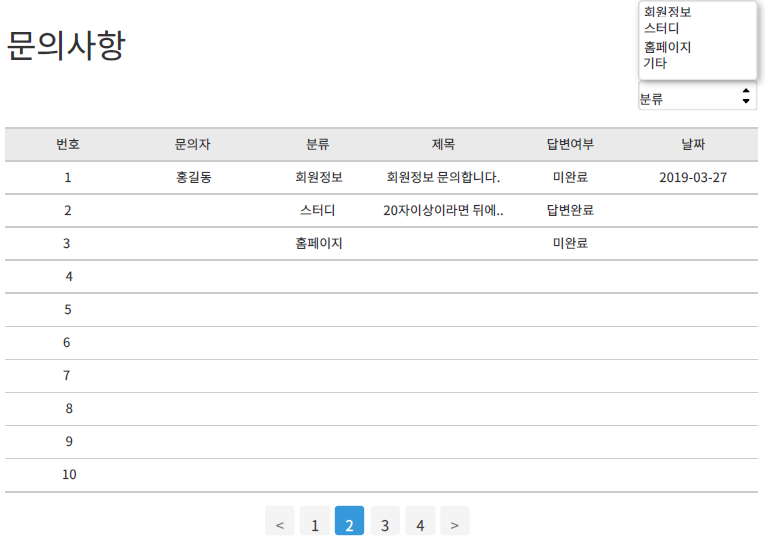 회원정보
스터디
홈페이지
기타
문의사항
분류
번호 문의자 분류 제목 답변여부 날짜
1 홍길동 회원정보 회원정보 문의합니다. 미완료 2019-03-27
2 스터디 20자이상이라면 뒤에.. 답변완료
3 홈페이지 미완료
4
5
6
7
8
9
10
< 1 2 3 4 >